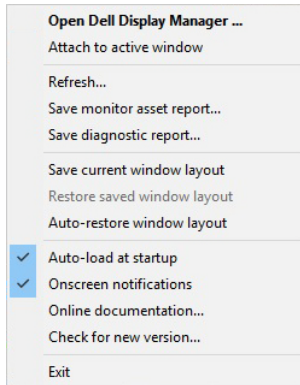 Open Dell Display Manager ...
Attach to active window
Refresh...
Save monitor asset report...
Save diagnostic report...
Save current window layout
Restore saved window layout
Auto-restore window layout
Auto-load at startup
Onscreen notifications
Online documentation...
Check for new version...
Exit